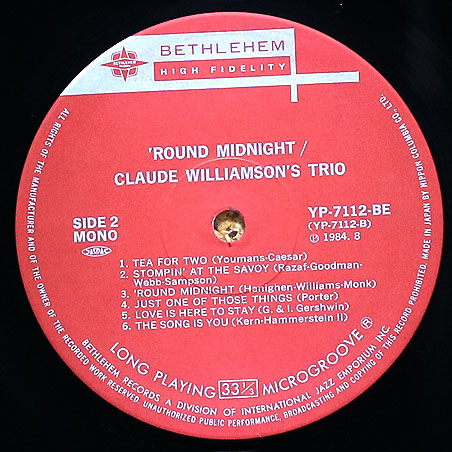 BETHLEHEM
BETHLEHEM
HIGH FIDELITY
'ROUND MIDNIGHT /
CLAUDE WILLIAMSON'S TRIO
SIDE 2
MONO
YP-7112-BE
(YP-7112-B)
℗ 1984. 8
1. TEA FOR TWO (Youmans-Caesar)
2. STOMPIN' AT THE SAVOY (Razaf-Goodman-
Webb-Sampson)
3. 'ROUND MIDNIGHT (Hanighen-Williams-Monk)
4. JUST ONE OF THOSE THINGS (Porter)
5. LOVE IS HERE TO STAY (G. & I. Gershwin)
6. THE SONG IS YOU (Kern-Hammerstein II)
LONG PLAYING 33 1/3 MICROGROOVE ®
BETHLEHEM RECORDS A DIVISION OF INTERNATIONAL JAZZ EMPORIUM INC.
ALL RIGHTS OF THE MANUFACTURER AND OF THE OWNER OF THE RECORDED WORK RESERVED. UNAUTHORIZED PUBLIC PERFORMANCE, BROADCASTING AND COPYING OF THIS RECORD PROHIBITED. MADE IN JAPAN BY NIPPON COLUMBIA CO., LTD.